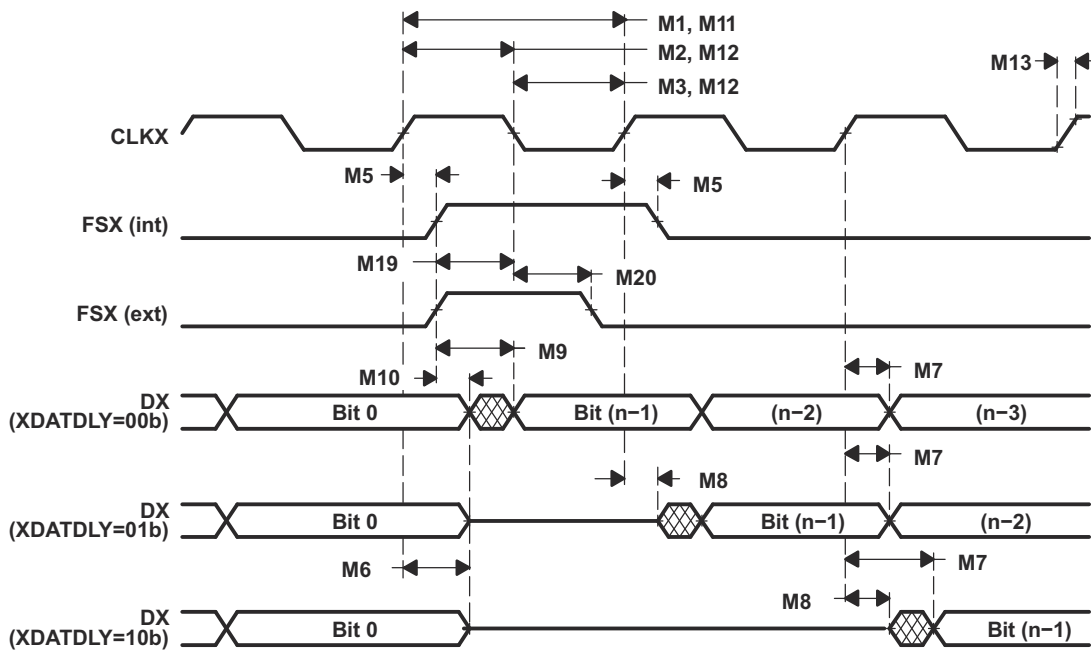 M1, M11
M2, M12
M13
M3, M12
CLKX
M5
M5
FSX (int)
M19
M20
FSX (ext)
M9
M10
M7
DX
(XDATDLY=00b)
Bit 0
Bit (n−1)
(n−2)
(n−3)
M7
M8
DX
(XDATDLY=01b)
Bit 0
Bit (n−1)
(n−2)
M6
M7
M8
DX
(XDATDLY=10b)
Bit 0
Bit (n−1)